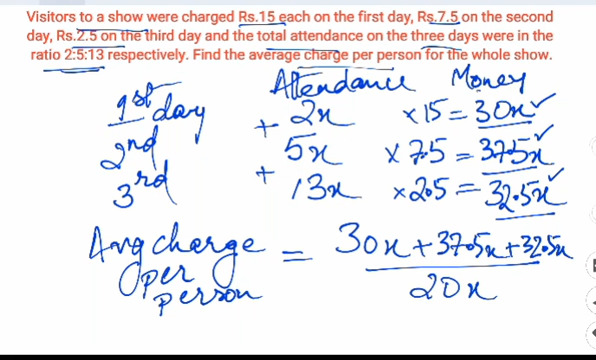 Visitors to a show were charged Rs.15 each on the first day, Rs.7.5 on the second
day, Rs.2.5 on the third day and the total attendance on the three days were in the
ratio 2:5:13 respectively. Find the average charge per person for the whole show.
Attendance Money
1st day 2x ×15 = 30x
2nd + 5x × 7.5 = 37.5x
3rd + 13x ×2.5 = 32.5x
Avg charge per person = 30x+37.5x+32.5x
20x